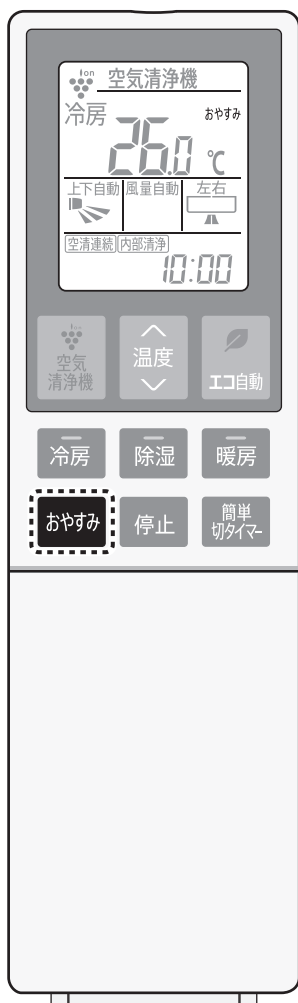 Ion
空気清浄機
冷房
おやすみ
26.0 ℃
上下自動 風量自動 左右
空清連続 内部清浄
10:00
Ion
空気
清浄機
温度
エコ自動
冷房 除湿 暖房
おやすみ 停止 簡単
切タイマー